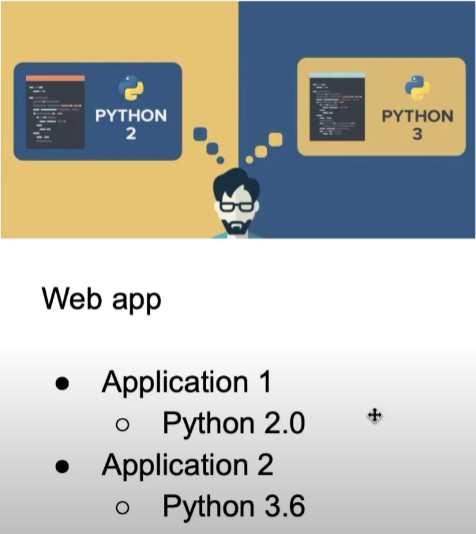 PYTHON
2
PYTHON
3
Web app
● Application 1
○ Python 2.0
● Application 2
○ Python 3.6